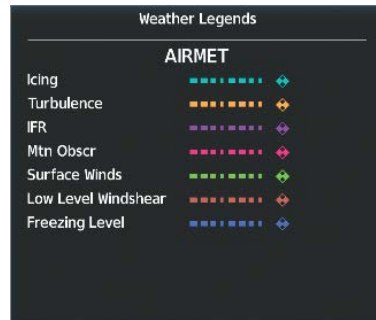 Weather Legends
AIRMET
Icing
Turbulence
IFR
Mtn Obscr
Surface Winds
Low Level Windshear
Freezing Level